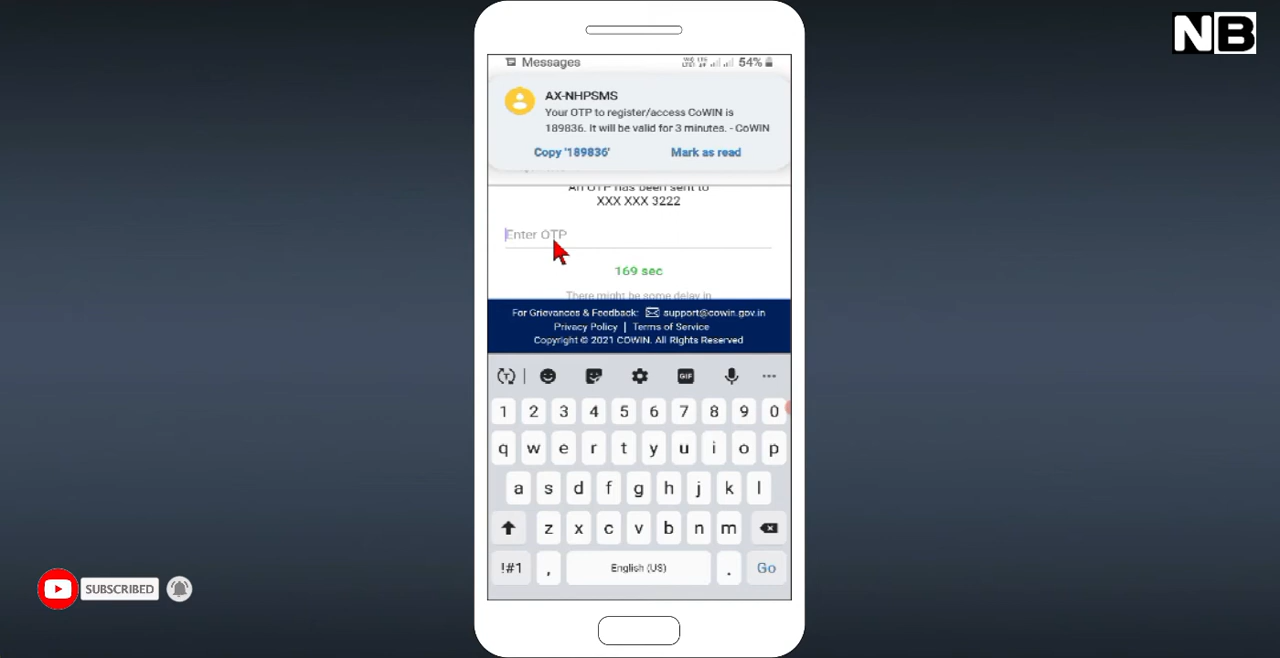 NB
Messages
54%
AX-NHPSMS
Your OTP to register/access CoWIN is
189836. It will be valid for 3 minutes. - CoWIN
Copy '189836'
Mark as read
An OTP has been sent to
XXX XXX 3222
Enter OTP
169 sec
There might be some delay in
For Grievances & Feedback: support@cowin.gov.in
Privacy Policy | Terms of Service
Copyright © 2021 COWIN. All Rights Reserved
GIF
1 2 3 4 5 6 7 8 9 0
q w e r t y u i o p
a s d f g h j k l
z x c v b n m
!#1 , English (US) . Go
SUBSCRIBED